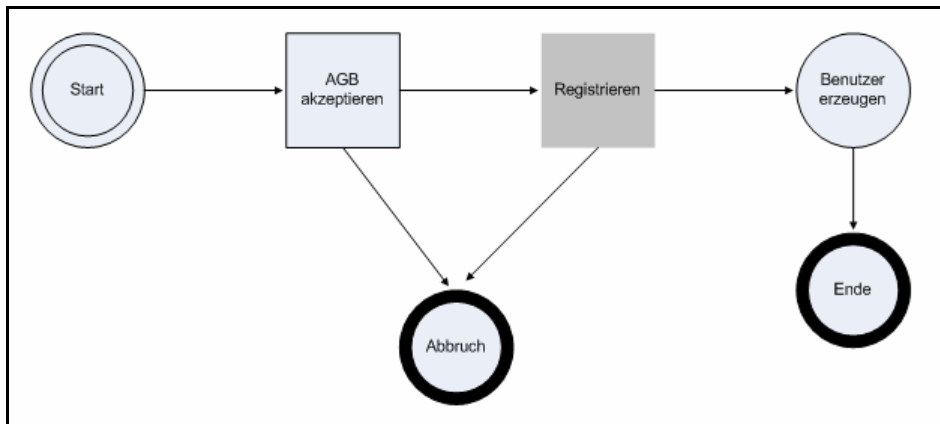 Start
AGB
akzeptieren
Registrieren
Benutzer
erzeugen
Abbruch
Ende